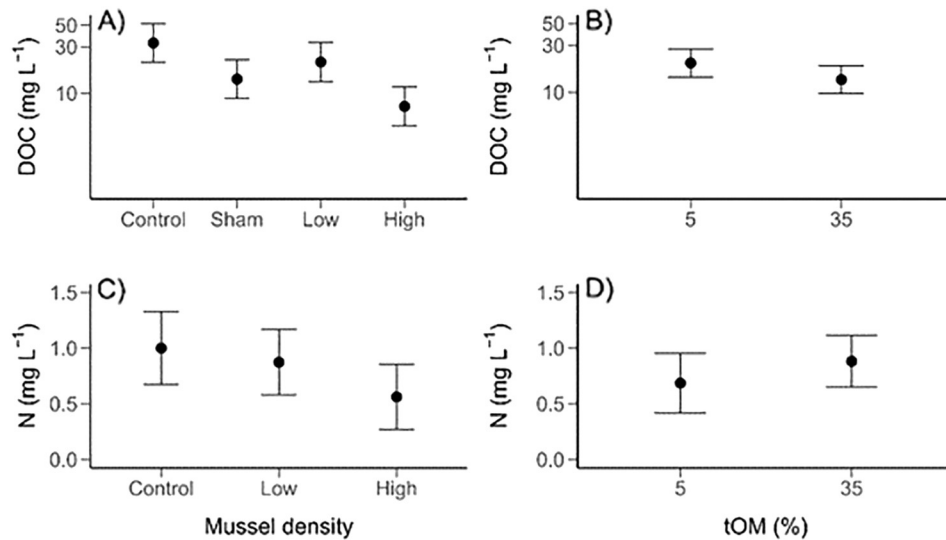 A)
DOC (mg L⁻¹)
50
30
10
Control Sham Low High
B)
DOC (mg L⁻¹)
50
30
10
5 35
C)
N (mg L⁻¹)
1.5
1.0
0.5
0.0
Control Low High
Mussel density
D)
N (mg L⁻¹)
1.5
1.0
0.5
0.0
5 35
tOM (%)